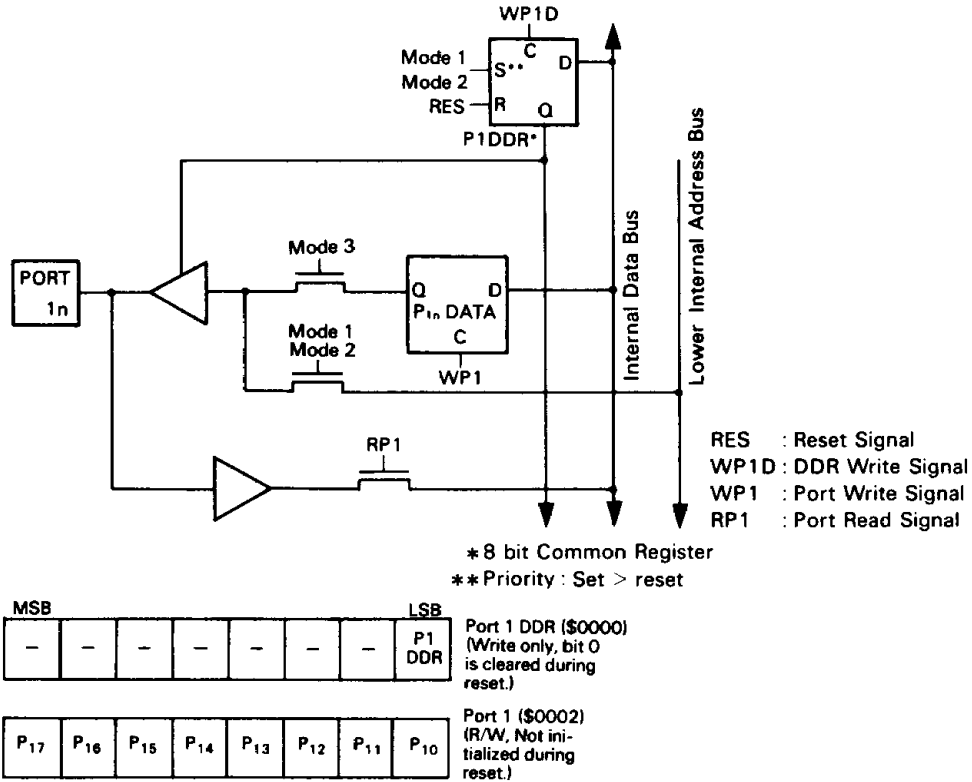 WP1D
C
Mode 1
S** D
Mode 2
RES R
Q
P1DDR*
Lower Internal Address Bus
Internal Data Bus
Mode 3
PORT
1n
Q D
P1n DATA
C
WP1
Mode 1
Mode 2
RP1
RES : Reset Signal
WP1D : DDR Write Signal
WP1 : Port Write Signal
RP1 : Port Read Signal
*8 bit Common Register
**Priority : Set > reset
MSB LSB
– – – – – – – P1 DDR
Port 1 DDR ($0000)
(Write only, bit 0
is cleared during
reset.)
P17 P16 P15 P14 P13 P12 P11 P10
Port 1 ($0002)
(R/W, Not ini-
tialized during
reset.)